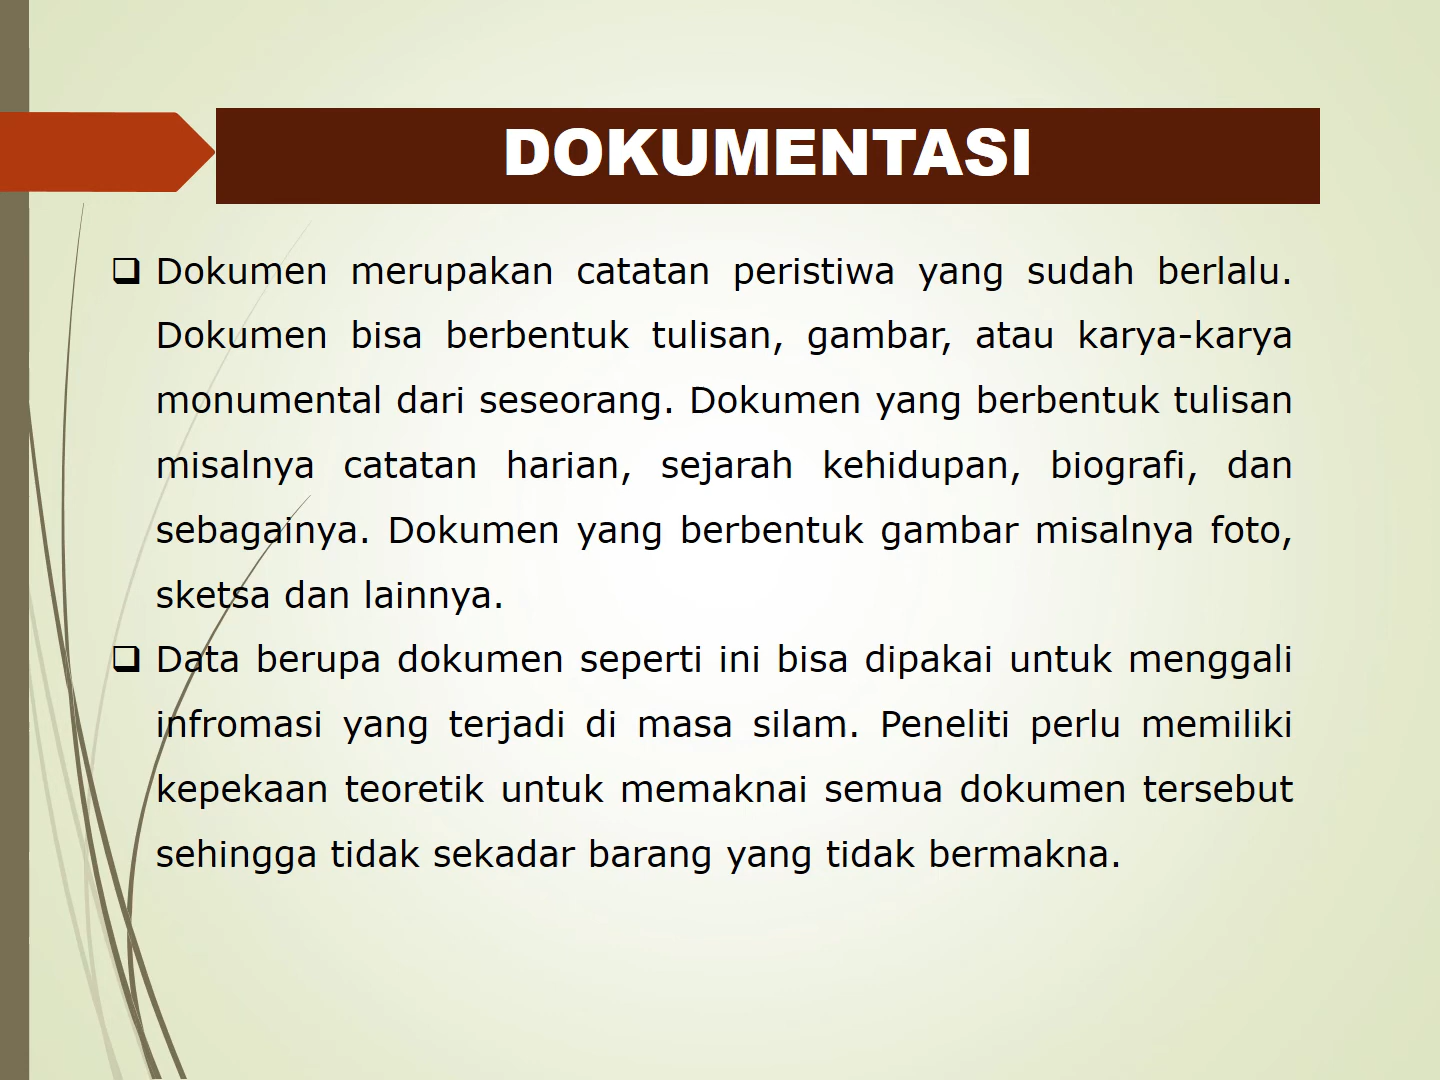 DOKUMENTASI
❑ Dokumen merupakan catatan peristiwa yang sudah berlalu.
Dokumen bisa berbentuk tulisan, gambar, atau karya-karya
monumental dari seseorang. Dokumen yang berbentuk tulisan
misalnya catatan harian, sejarah kehidupan, biografi, dan
sebagainya. Dokumen yang berbentuk gambar misalnya foto,
sketsa dan lainnya.
❑ Data berupa dokumen seperti ini bisa dipakai untuk menggali
infromasi yang terjadi di masa silam. Peneliti perlu memiliki
kepekaan teoretik untuk memaknai semua dokumen tersebut
sehingga tidak sekadar barang yang tidak bermakna.